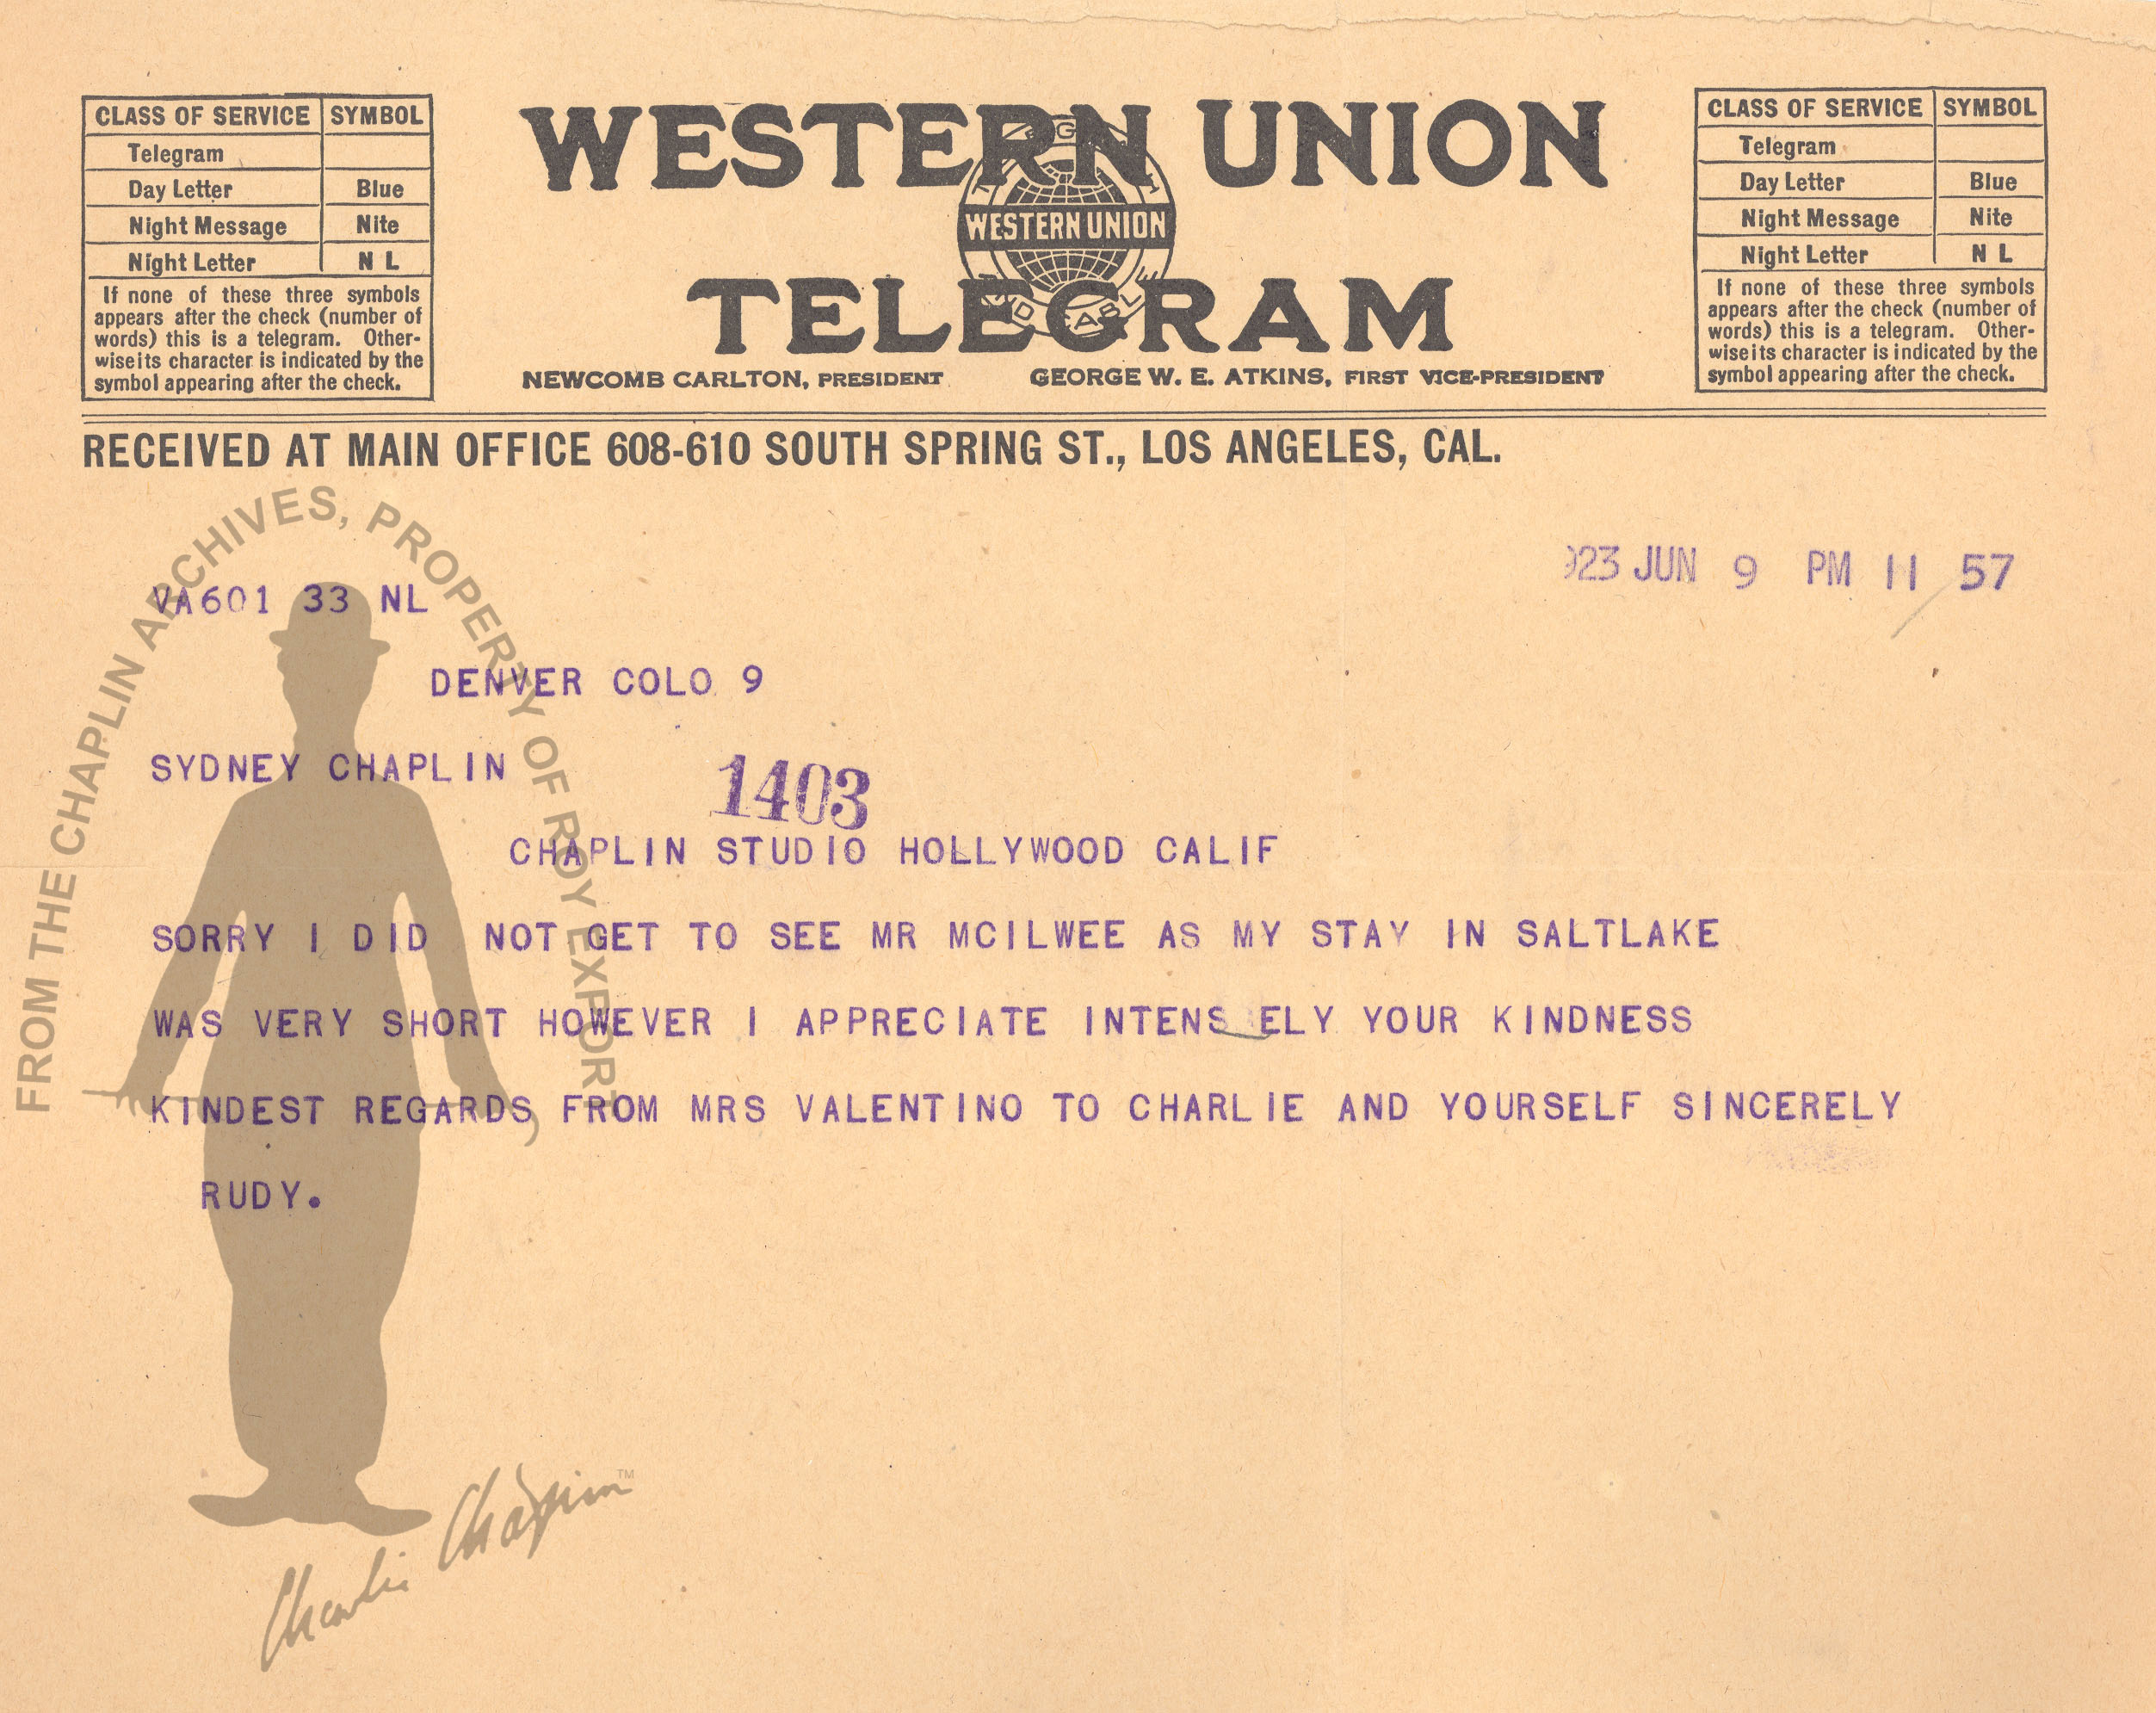 CLASS OF SERVICE SYMBOL
Telegram
Day Letter Blue
Night Message Nite
Night Letter N L
If none of these three symbols
appears after the check (number of
words) this is a telegram. Other-
wise its character is indicated by the
symbol appearing after the check.
WESTERN UNION
WESTERN UNION
TELEGRAM
NEWCOMB CARLTON, PRESIDENT GEORGE W. E. ATKINS, FIRST VICE-PRESIDENT
CLASS OF SERVICE SYMBOL
Telegram
Day Letter Blue
Night Message Nite
Night Letter N L
If none of these three symbols
appears after the check (number of
words) this is a telegram. Other-
wise its character is indicated by the
symbol appearing after the check.
RECEIVED AT MAIN OFFICE 608-610 SOUTH SPRING ST., LOS ANGELES, CAL.
FROM THE CHAPLIN ARCHIVES, PROPERTY OF ROY EXPORT
923 JUN 9 PM 11 57
VA601 33 NL
DENVER COLO 9
SYDNEY CHAPLIN
1403
CHAPLIN STUDIO HOLLYWOOD CALIF
SORRY I DID NOT GET TO SEE MR MCILWEE AS MY STAY IN SALTLAKE
WAS VERY SHORT HOWEVER I APPRECIATE INTENS ELY YOUR KINDNESS
KINDEST REGARDS FROM MRS VALENTINO TO CHARLIE AND YOURSELF SINCERELY
RUDY.
Charlie Chaplin TM